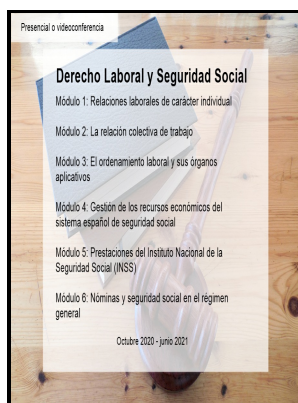 Presencial o videoconferencia
Derecho Laboral y Seguridad Social
Módulo 1: Relaciones laborales de carácter individual
Módulo 2: La relación colectiva de trabajo
Módulo 3: El ordenamiento laboral y sus órganos
aplicativos
Módulo 4: Gestión de los recursos económicos del
sistema español de seguridad social
Módulo 5: Prestaciones del Instituto Nacional de la
Seguridad Social (INSS)
Módulo 6: Nóminas y seguridad social en el régimen
general
Octubre 2020 - junio 2021